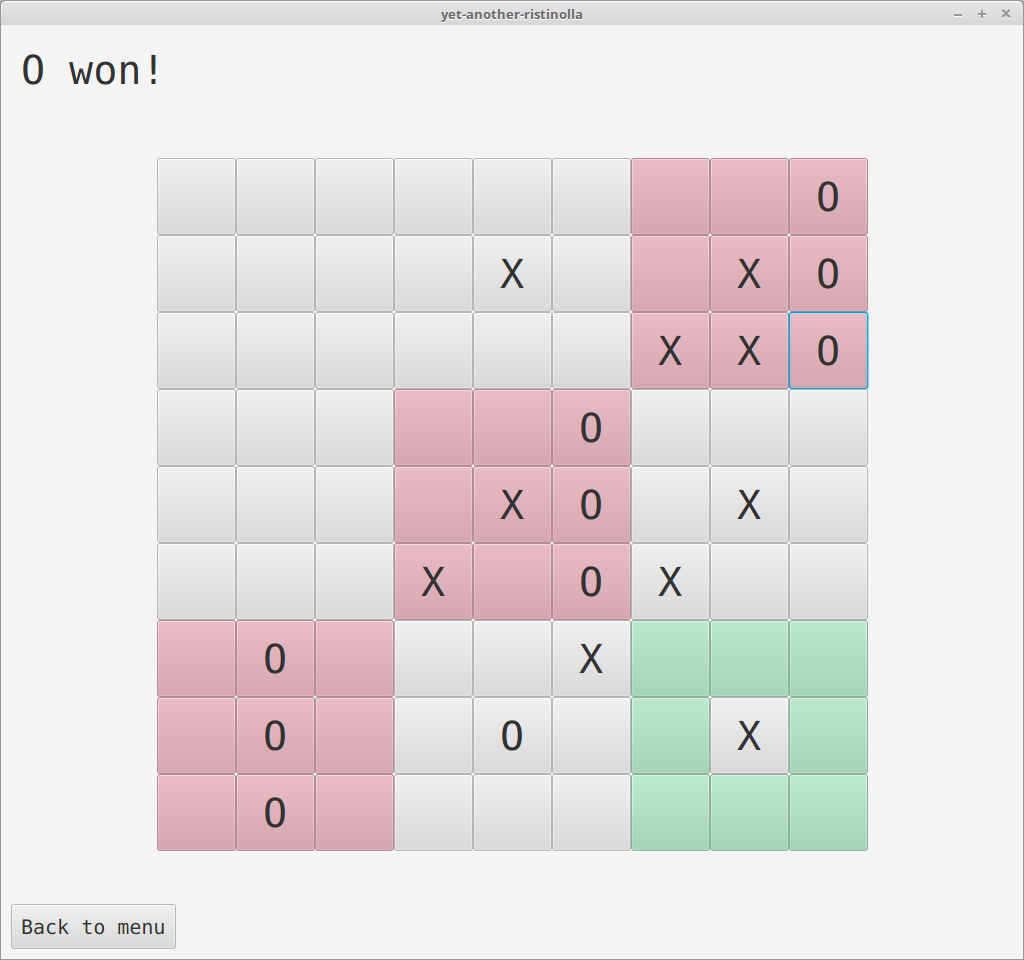 yet-another-ristinolla
O won!
O
X X O
X X O
O
X O X
X O X
O X
O O X
O
Back to menu